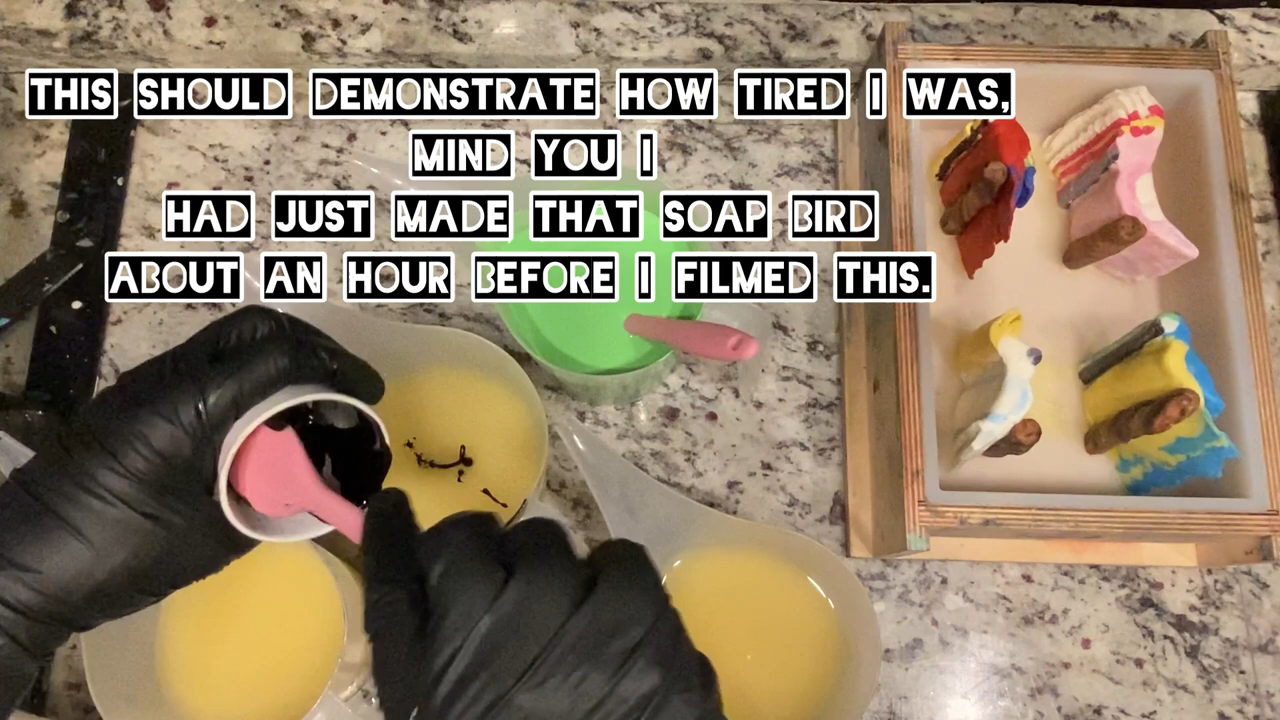 THIS SHOULD DEMONSTRATE HOW TIRED I WAS,
MIND YOU I
HAD JUST MADE THAT SOAP BIRD
ABOUT AN HOUR BEFORE I FILMED THIS.